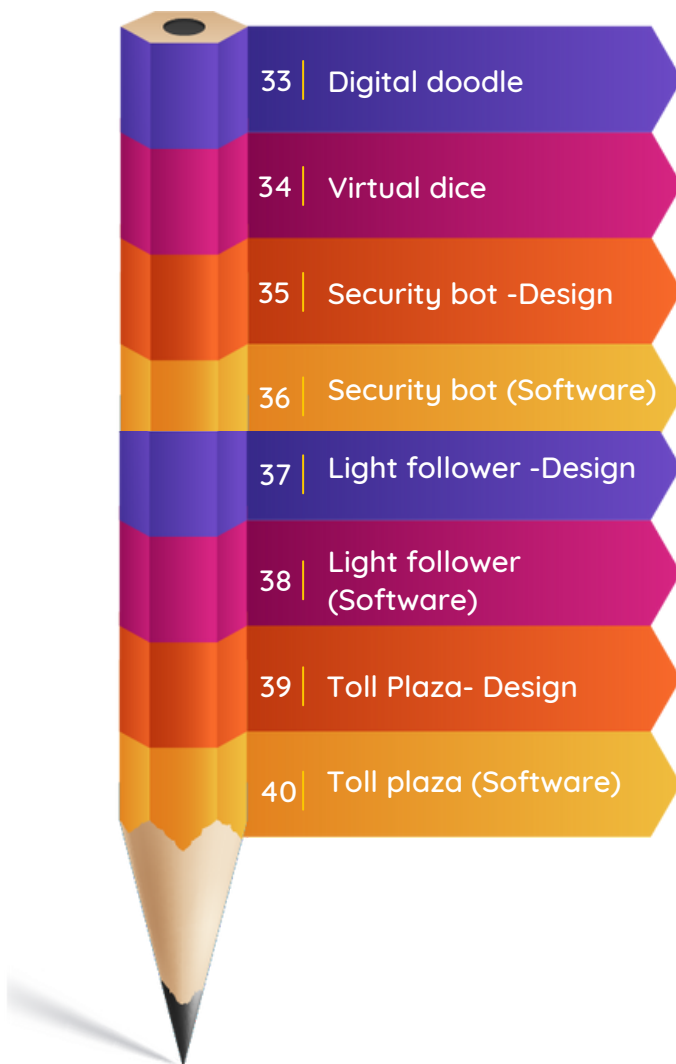 33 Digital doodle
34 Virtual dice
35 Security bot -Design
36 Security bot (Software)
37 Light follower -Design
38 Light follower
(Software)
39 Toll Plaza- Design
40 Toll plaza (Software)